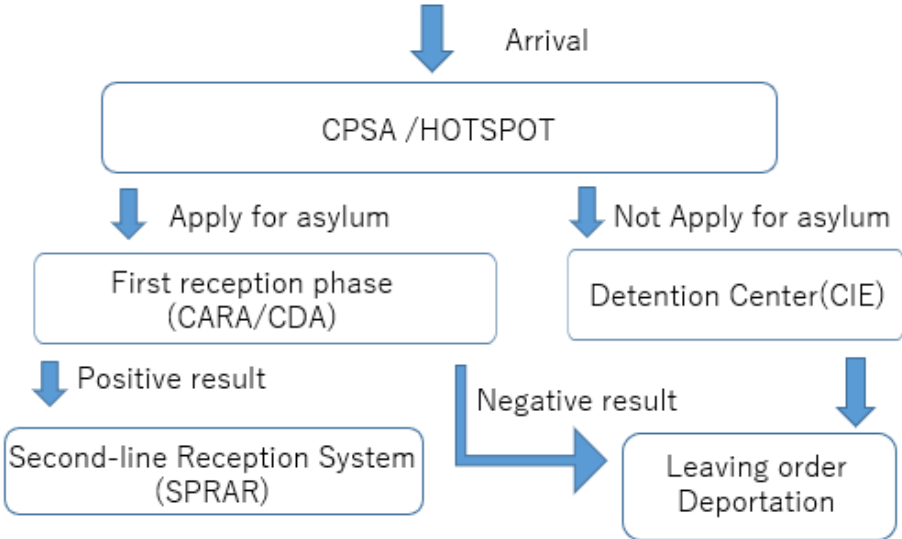 Arrival
CPSA /HOTSPOT
Apply for asylum
Not Apply for asylum
First reception phase
(CARA/CDA)
Detention Center(CIE)
Positive result
Negative result
Second-line Reception System
(SPRAR)
Leaving order
Deportation